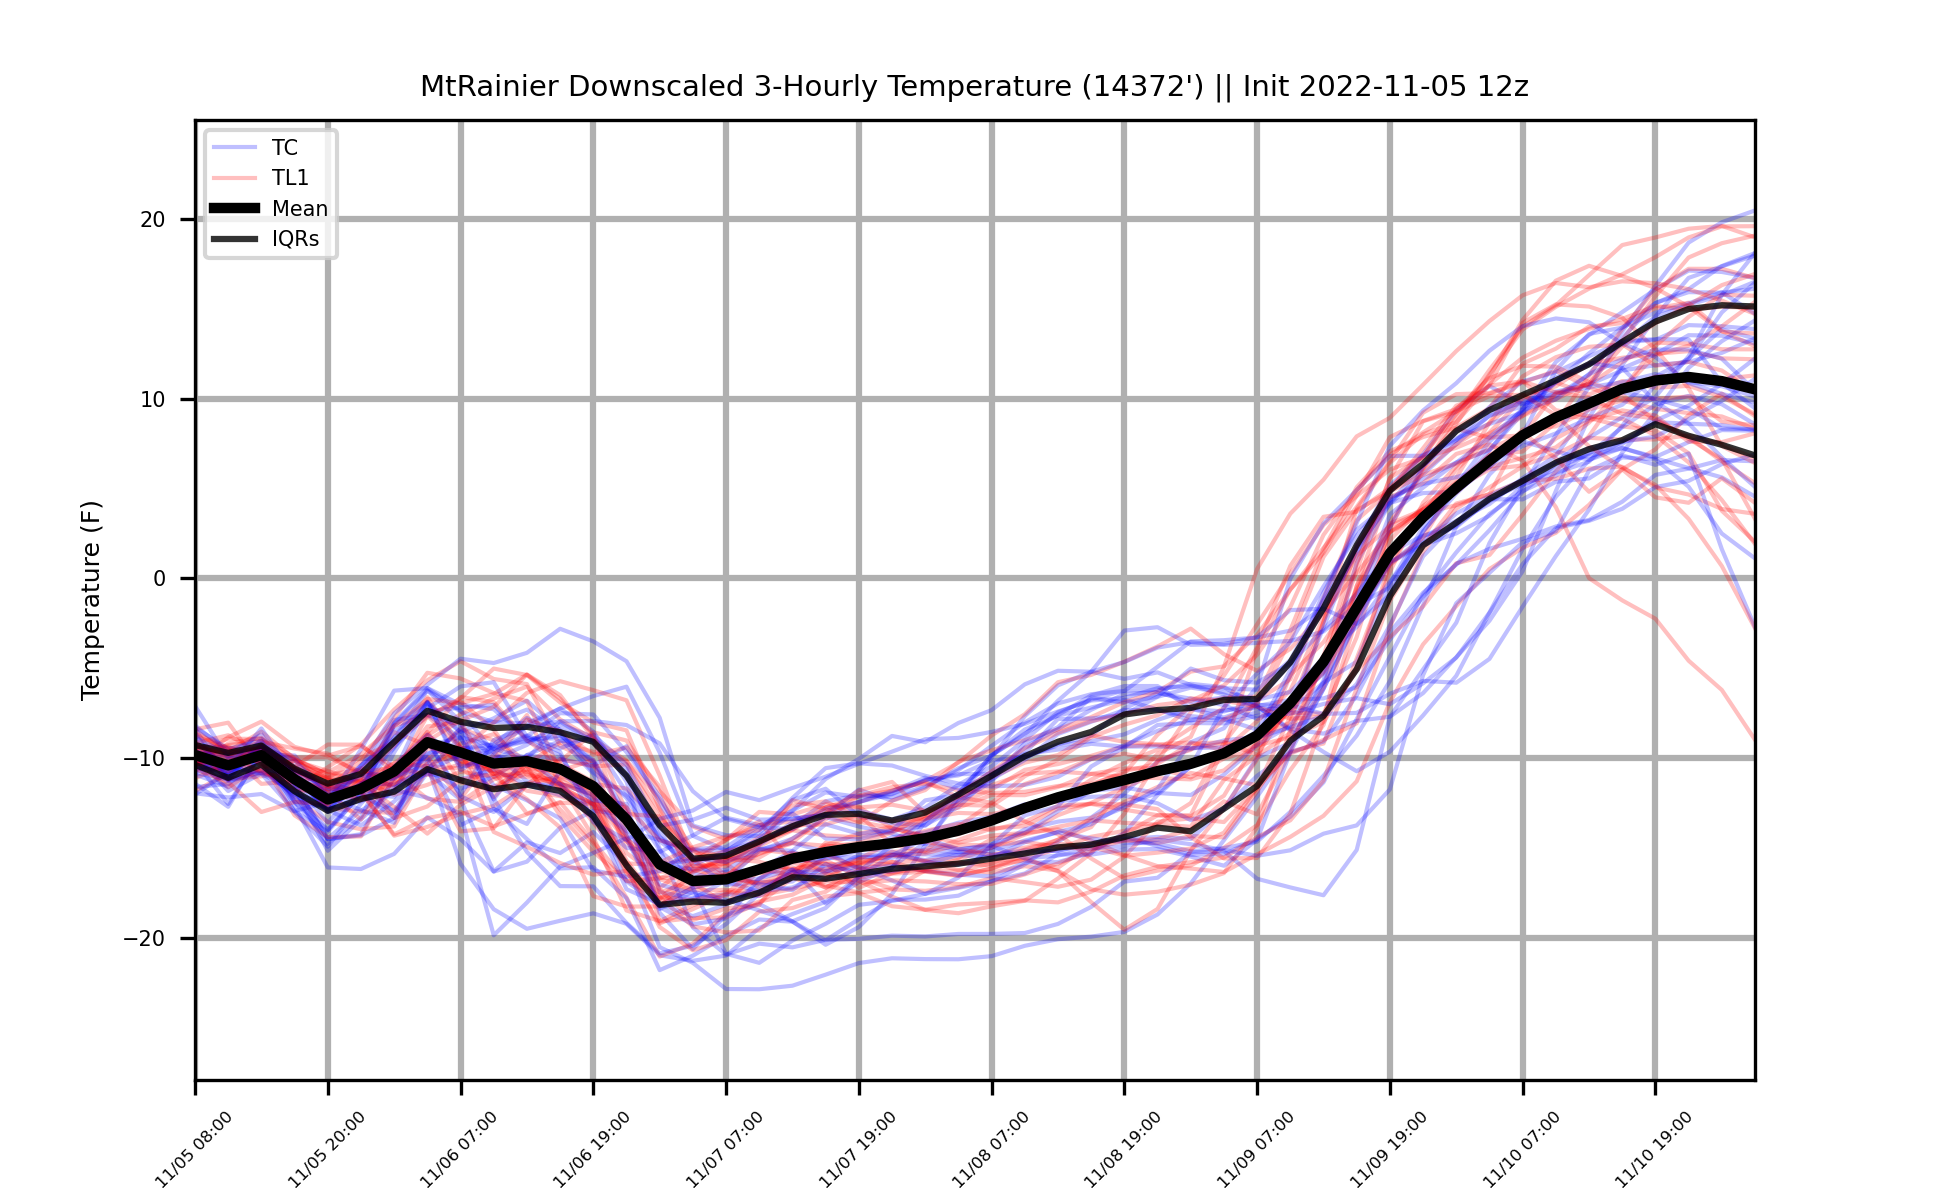 MtRainier Downscaled 3-Hourly Temperature (14372') || Init 2022-11-05 12z
TC
TL1
Mean
IQRs
Temperature (F)
20
10
0
−10
−20
11/05 08:00
11/05 20:00
11/06 07:00
11/06 19:00
11/07 07:00
11/07 19:00
11/08 07:00
11/08 19:00
11/09 07:00
11/09 19:00
11/10 07:00
11/10 19:00